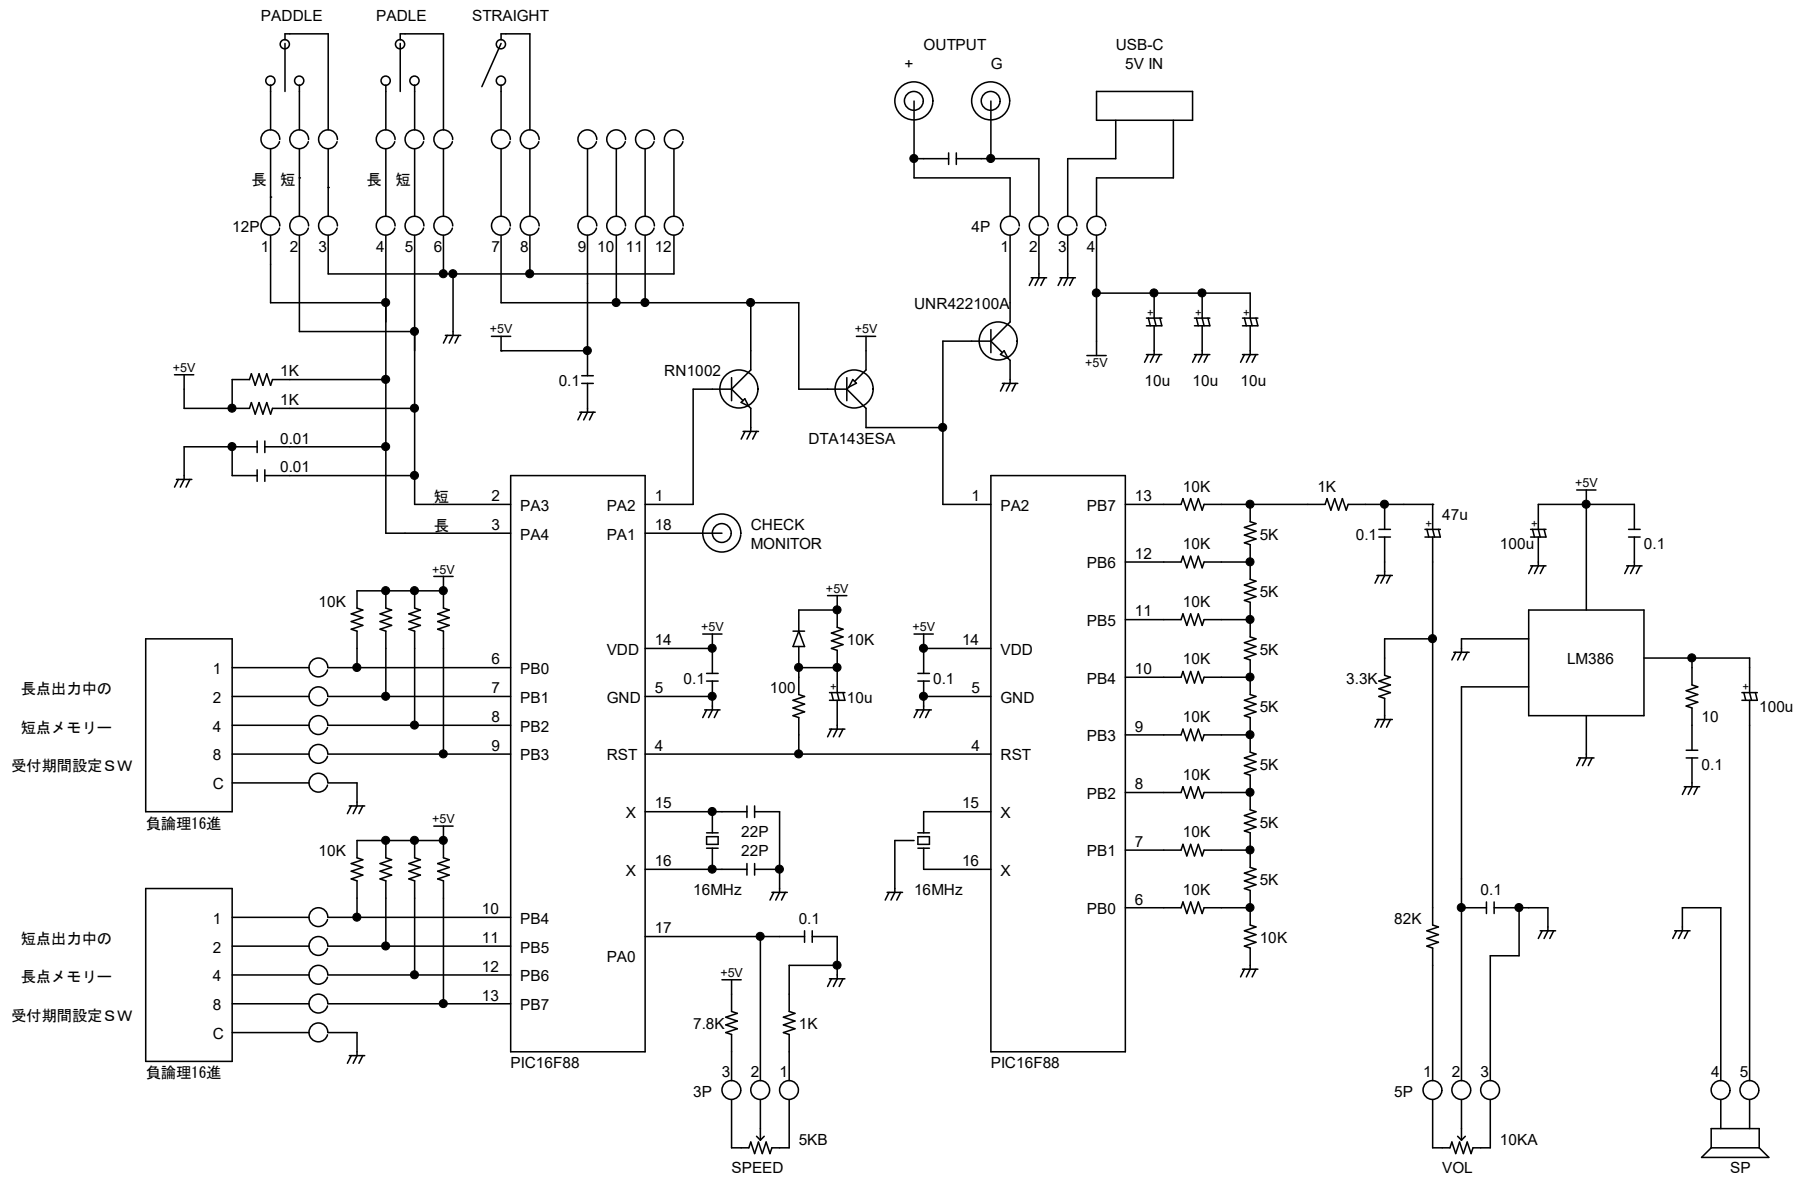 PADDLE
PADLE
STRAIGHT
OUTPUT
+
G
USB-C
5V IN
長 短
長 短
12P
1 2 3 4 5 6 7 8 9 10 11 12
4P
1 2 3 4
UNR422100A
+5V
+5V
+5V
10u
10u
10u
+5V
1K
1K
0.1
RN1002
DTA143ESA
0.01
0.01
短
2
PA3
長
3
PA4
PA2
1
PA1
18
CHECK
MONITOR
1
PA2
PB7
13
10K
1K
5K
0.1
47u
+5V
100u
0.1
PB6
12
10K
5K
+5V
10K
+5V
10K
PB5
11
10K
5K
VDD
14
+5V
0.1
GND
5
100
10u
+5V
14
VDD
0.1
5
GND
PB4
10
10K
5K
3.3K
LM386
10
0.1
100u
長点出力中の
短点メモリー
受付期間設定SW
1
2
4
8
C
負論理16進
6
PB0
7
PB1
8
PB2
9
PB3
RST
4
4
RST
PB3
9
10K
5K
X
15
22P
22P
X
16
16MHz
15
X
16
X
16MHz
PB2
8
10K
5K
PB1
7
10K
5K
PB0
6
10K
10K
+5V
10K
短点出力中の
長点メモリー
受付期間設定SW
1
2
4
8
C
負論理16進
10
PB4
11
PB5
12
PB6
13
PB7
17
PA0
0.1
+5V
7.8K
1K
PIC16F88
PIC16F88
3P
3 2 1
5KB
SPEED
82K
0.1
5P
1 2 3
10KA
VOL
4 5
SP